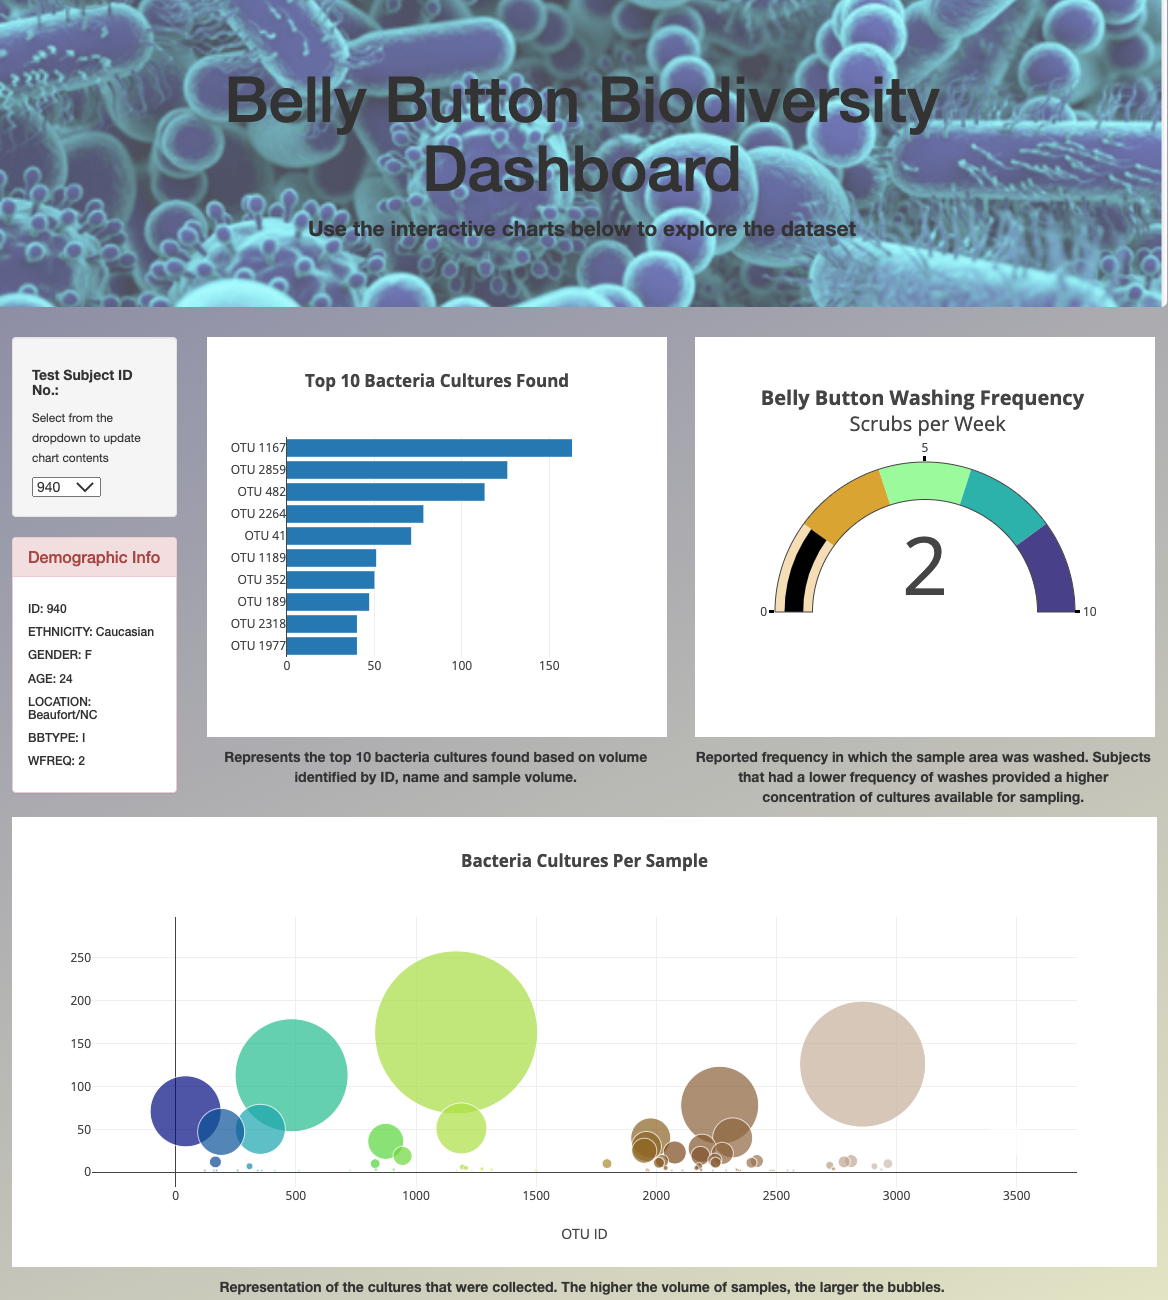 Belly Button Biodiversity
Dashboard
Use the interactive charts below to explore the dataset
Test Subject ID
No.:
Select from the
dropdown to update
chart contents
940
Demographic Info
ID: 940
ETHNICITY: Caucasian
GENDER: F
AGE: 24
LOCATION:
Beaufort/NC
BBTYPE: I
WFREQ: 2
Top 10 Bacteria Cultures Found
OTU 1167
OTU 2859
OTU 482
OTU 2264
OTU 41
OTU 1189
OTU 352
OTU 189
OTU 2318
OTU 1977
0 50 100 150
Represents the top 10 bacteria cultures found based on volume
identified by ID, name and sample volume.
Belly Button Washing Frequency
Scrubs per Week
5
2
0 10
Reported frequency in which the sample area was washed. Subjects
that had a lower frequency of washes provided a higher
concentration of cultures available for sampling.
Bacteria Cultures Per Sample
250
200
150
100
50
0
0 500 1000 1500 2000 2500 3000 3500
OTU ID
Representation of the cultures that were collected. The higher the volume of samples, the larger the bubbles.